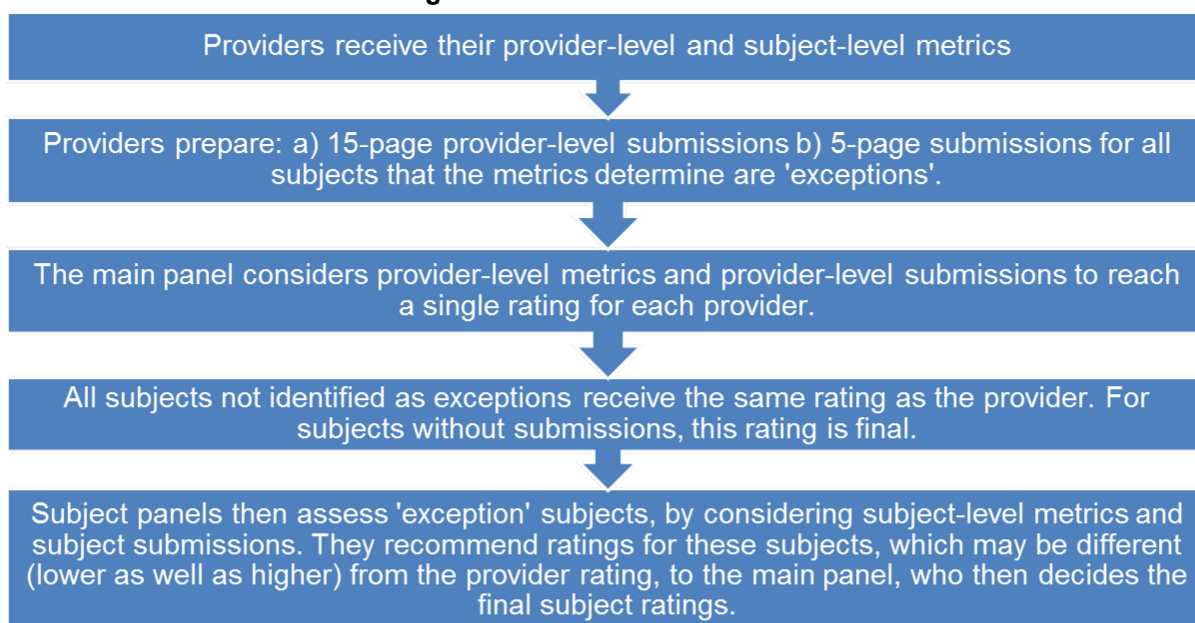 Providers receive their provider-level and subject-level metrics
Providers prepare: a) 15-page provider-level submissions b) 5-page submissions for all
subjects that the metrics determine are 'exceptions'.
The main panel considers provider-level metrics and provider-level submissions to reach
a single rating for each provider.
All subjects not identified as exceptions receive the same rating as the provider. For
subjects without submissions, this rating is final.
Subject panels then assess 'exception' subjects, by considering subject-level metrics and
subject submissions. They recommend ratings for these subjects, which may be different
(lower as well as higher) from the provider rating, to the main panel, who then decides the
final subject ratings.